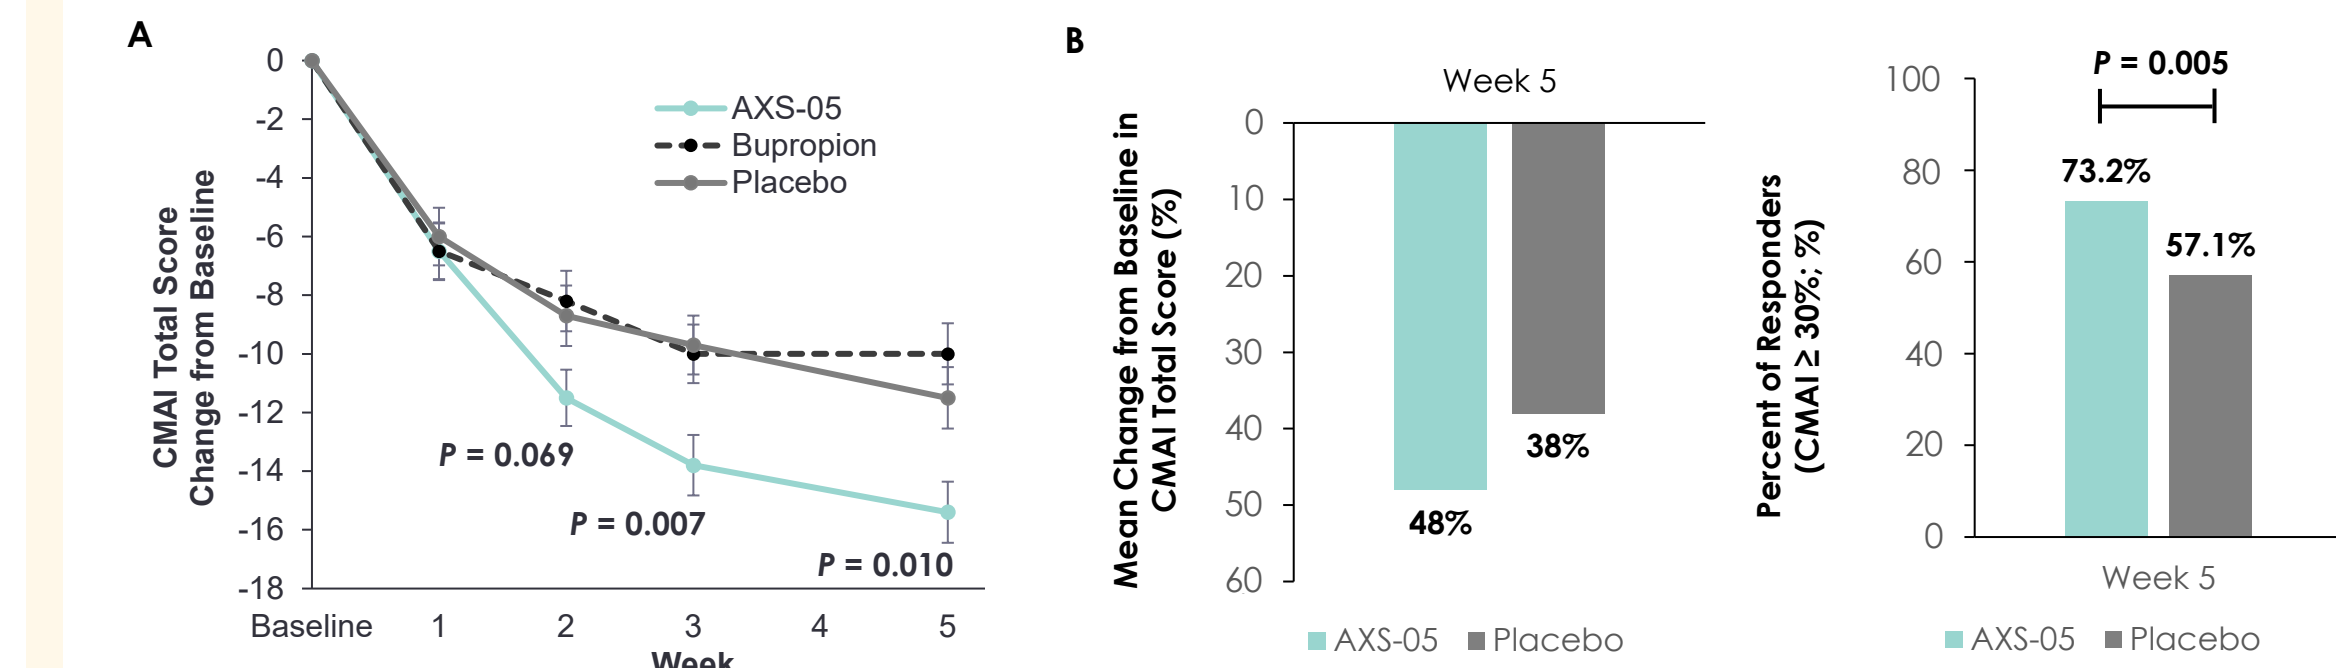 A
CMAI Total Score
Change from Baseline
0
-2
-4
-6
-8
-10
-12
-14
-16
-18
AXS-05
Bupropion
Placebo
P = 0.069
P = 0.007
P = 0.010
Baseline 1 2 3 4 5
Week
B
Mean Change from Baseline in
CMAI Total Score (%)
Week 5
0
10
20
30
40
50
60
48%
38%
AXS-05 Placebo
Percent of Responders
(CMAI ≥ 30%; %)
100
80
60
40
20
0
P = 0.005
73.2%
57.1%
Week 5
AXS-05 Placebo